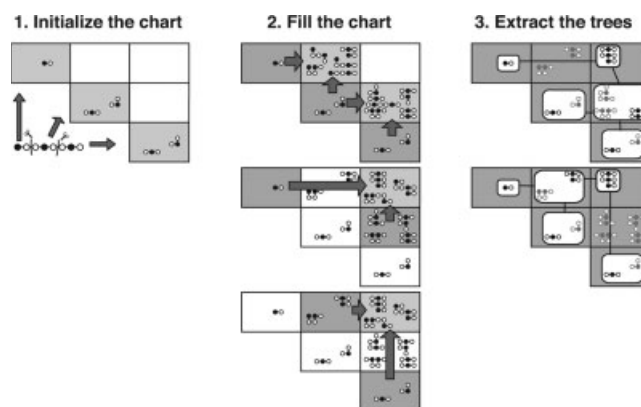 1. Initialize the chart
2. Fill the chart
3. Extract the trees